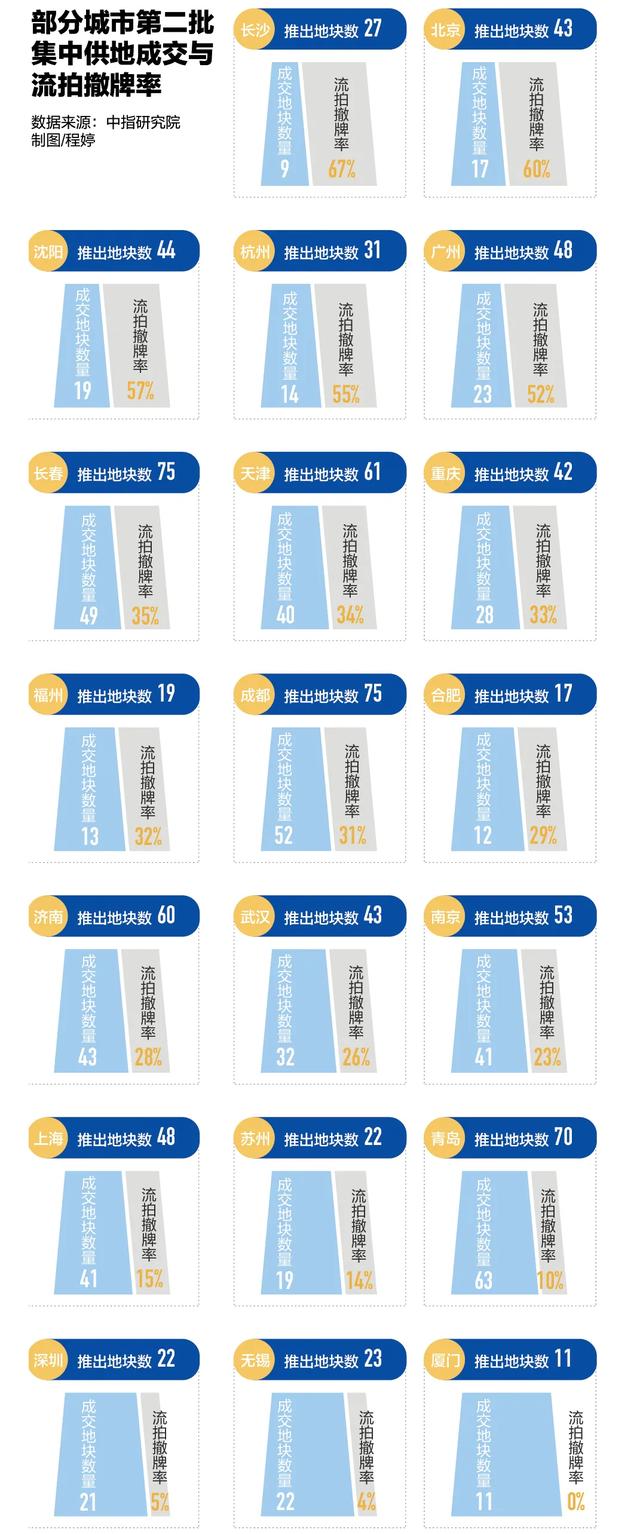 部分城市第二批
集中供地成交与
流拍撤牌率
数据来源：中指研究院
制图/程婷
长沙 推出地块数 27
成交地块数量 9
流拍撤牌率 67%
北京 推出地块数 43
成交地块数量 17
流拍撤牌率 60%
沈阳 推出地块数 44
成交地块数量 19
流拍撤牌率 57%
杭州 推出地块数 31
成交地块数量 14
流拍撤牌率 55%
广州 推出地块数 48
成交地块数量 23
流拍撤牌率 52%
长春 推出地块数 75
成交地块数量 49
流拍撤牌率 35%
天津 推出地块数 61
成交地块数量 40
流拍撤牌率 34%
重庆 推出地块数 42
成交地块数量 28
流拍撤牌率 33%
福州 推出地块数 19
成交地块数量 13
流拍撤牌率 32%
成都 推出地块数 75
成交地块数量 52
流拍撤牌率 31%
合肥 推出地块数 17
成交地块数量 12
流拍撤牌率 29%
济南 推出地块数 60
成交地块数量 43
流拍撤牌率 28%
武汉 推出地块数 43
成交地块数量 32
流拍撤牌率 26%
南京 推出地块数 53
成交地块数量 41
流拍撤牌率 23%
上海 推出地块数 48
成交地块数量 41
流拍撤牌率 15%
苏州 推出地块数 22
成交地块数量 19
流拍撤牌率 14%
青岛 推出地块数 70
成交地块数量 63
流拍撤牌率 10%
深圳 推出地块数 22
成交地块数量 21
流拍撤牌率 5%
无锡 推出地块数 23
成交地块数量 22
流拍撤牌率 4%
厦门 推出地块数 11
成交地块数量 11
流拍撤牌率 0%